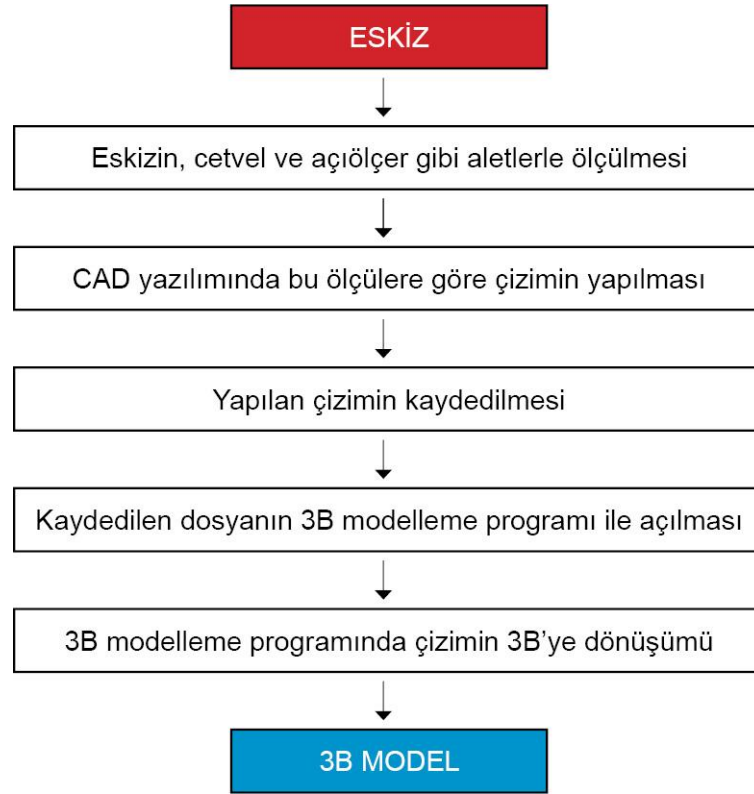 ESKİZ
Eskizin, cetvel ve açıölçer gibi aletlerle ölçülmesi
CAD yazılımında bu ölçülere göre çizimin yapılması
Yapılan çizimin kaydedilmesi
Kaydedilen dosyanın 3B modelleme programı ile açılması
3B modelleme programında çizimin 3B’ye dönüşümü
3B MODEL